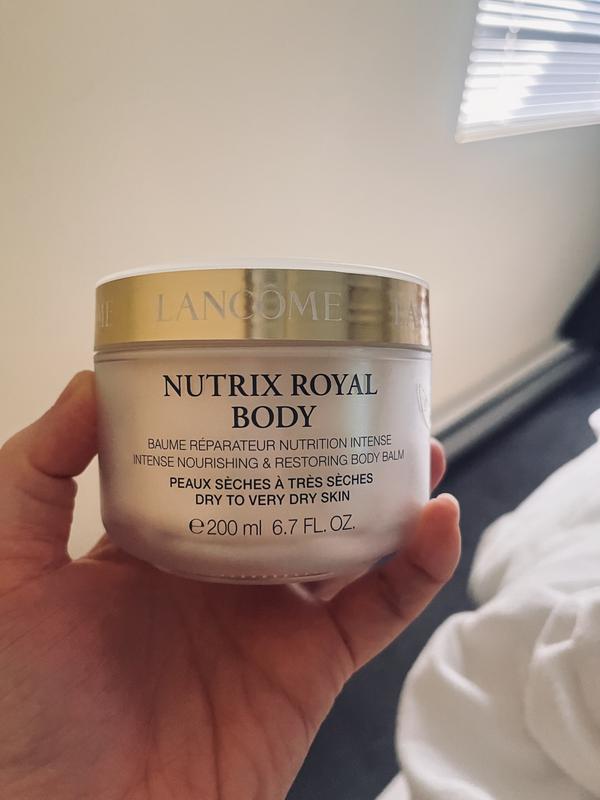 LANCÔME
NUTRIX ROYAL
BODY
BAUME RÉPARATEUR NUTRITION INTENSE
INTENSE NOURISHING & RESTORING BODY BALM
PEAUX SÈCHES À TRÈS SÈCHES
DRY TO VERY DRY SKIN
℮200 ml 6.7 FL. OZ.